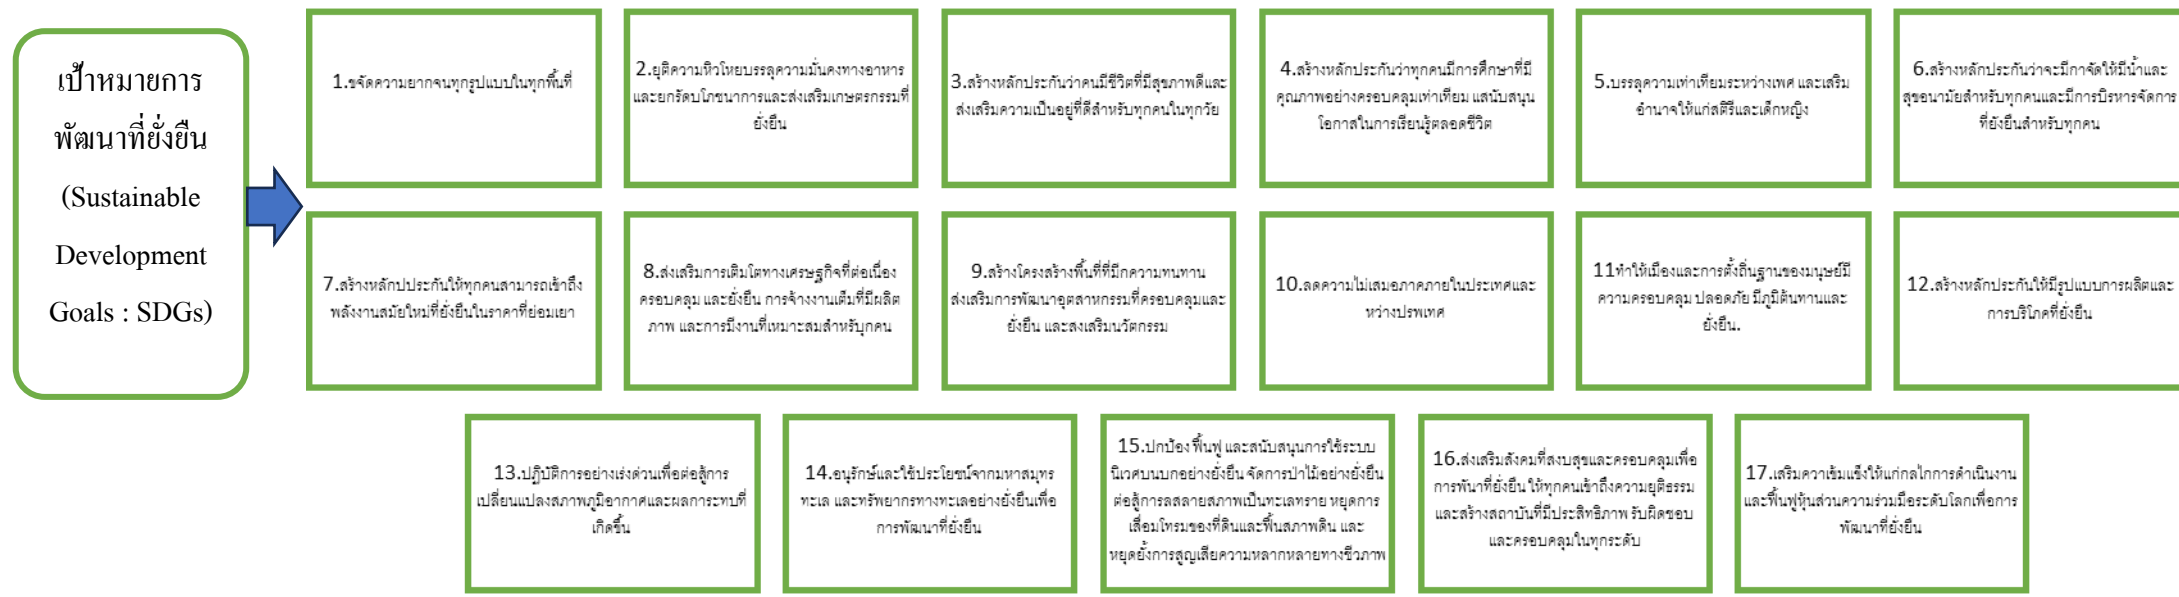 เป้าหมายการ
พัฒนาที่ยั่งยืน
(Sustainable
Development
Goals : SDGs)
1.ขจัดความยากจนทุกรูปแบบในทุกพื้นที่
2.ยุติความหิวโหยบรรลุความมั่นคงทางอาหาร
และยกรัดบโภชนาการและส่งเสริมเกษตรกรรมที่
ยั่งยืน
3.สร้างหลักประกันว่าคนมีชีวิตที่มีสุขภาพดีและ
ส่งเสริมความเป็นอยู่ที่ดีสำหรับทุกคนในทุกวัย
4.สร้างหลักประกันว่าทุกคนมีการศึกษาที่มี
คุณภาพอย่างครอบคลุมเท่าเทียม แสนับสนุน
โอกาสในการเรียนรู้ตลอดชีวิต
5.บรรลุความเท่าเทียมระหว่างเพศ และเสริม
อำนาจให้แก่สตรีและเด็กหญิง
6.สร้างหลักประกันว่าจะมีกาจัดให้มีน้ำและ
สุขอนามัยสำหรับทุกคนและมีการบริหารจัดการ
ที่ยังยืนสำหรับทุกคน
7.สร้างหลักปประกันให้ทุกคนสามารถเข้าถึง
พลังงานสมัยใหม่ที่ยั่งยืนในราคาที่ย่อมเยา
8.ส่งเสริมการเติมโตทางเศรษฐกิจที่ต่อเนื่อง
ครอบคลุม และยั่งยืน การจ้างงานเต็มที่มีผลิต
ภาพ และการมีงานที่เหมาะสมสำหรับบุกคน
9.สร้างโครงสร้างพื้นที่ที่มีกความทนทาน
ส่งเสริมการพัฒนาอุตสาหกรรมที่ครอบคลุมและ
ยั่งยืน และสงเสริมนวัตกรรม
10.ลดความไม่เสมอภาคภายในประเทศและ
หว่างปรพเทศ
11ทำให้เมืองและการตั้งถิ่นฐานของมนุษย์มี
ความครอบคลุม ปลอดภัย มีภูมิต้นทานและ
ยั่งยืน.
12.สร้างหลักประกันให้มีรูปแบบการผลิตและ
การบริโภคที่ยั่งยืน
13.ปฏิบัติการอย่างเร่งด่วนเพื่อต่อสู้การ
เปลี่ยนแปลงสภาพภูมิอากาศและผลการะทบที่
เกิดขึ้น
14.อนุรักษ์และใช้ประโยชน์จากมหาสมุทร
ทะเล และทรัพยากรทางทะเลอย่างยั่งยืนเพื่อ
การพัฒนาที่ยั่งยืน
15.ปกป้อง ฟื้นฟู และสนับสนุนการใช้ระบบ
นิเวศบนบกอย่างยั่งยืน จัดการป่าไม้อย่างยั่งยืน
ต่อสู้การลสลายสภาพเป็นทะเลทราย หยุดการ
เสื่อมโทรมของที่ดินและฟื้นสภาพดิน และ
หยุดยั้งการสูญเสียความหลากหลายทางชีวภาพ
16.ส่งเสริมสังคมที่สงบสุขและครอบคลุมเพื่อ
การพันาที่ยั่งยืน ให้ทุกคนเข้าถึงความยุติธรรม
และสร้างสถาบันที่มีประสิทธิภาพ รับผิดชอบ
และครอบคลุมในทุกระดับ
17.เสริมควาเข้มแข็งให้แก่กลไกการดำเนินงาน
และฟื้นฟูหุ้นส่วนความร่วมมือระดับโลกเพื่อการ
พัฒนาที่ยั่งยืน